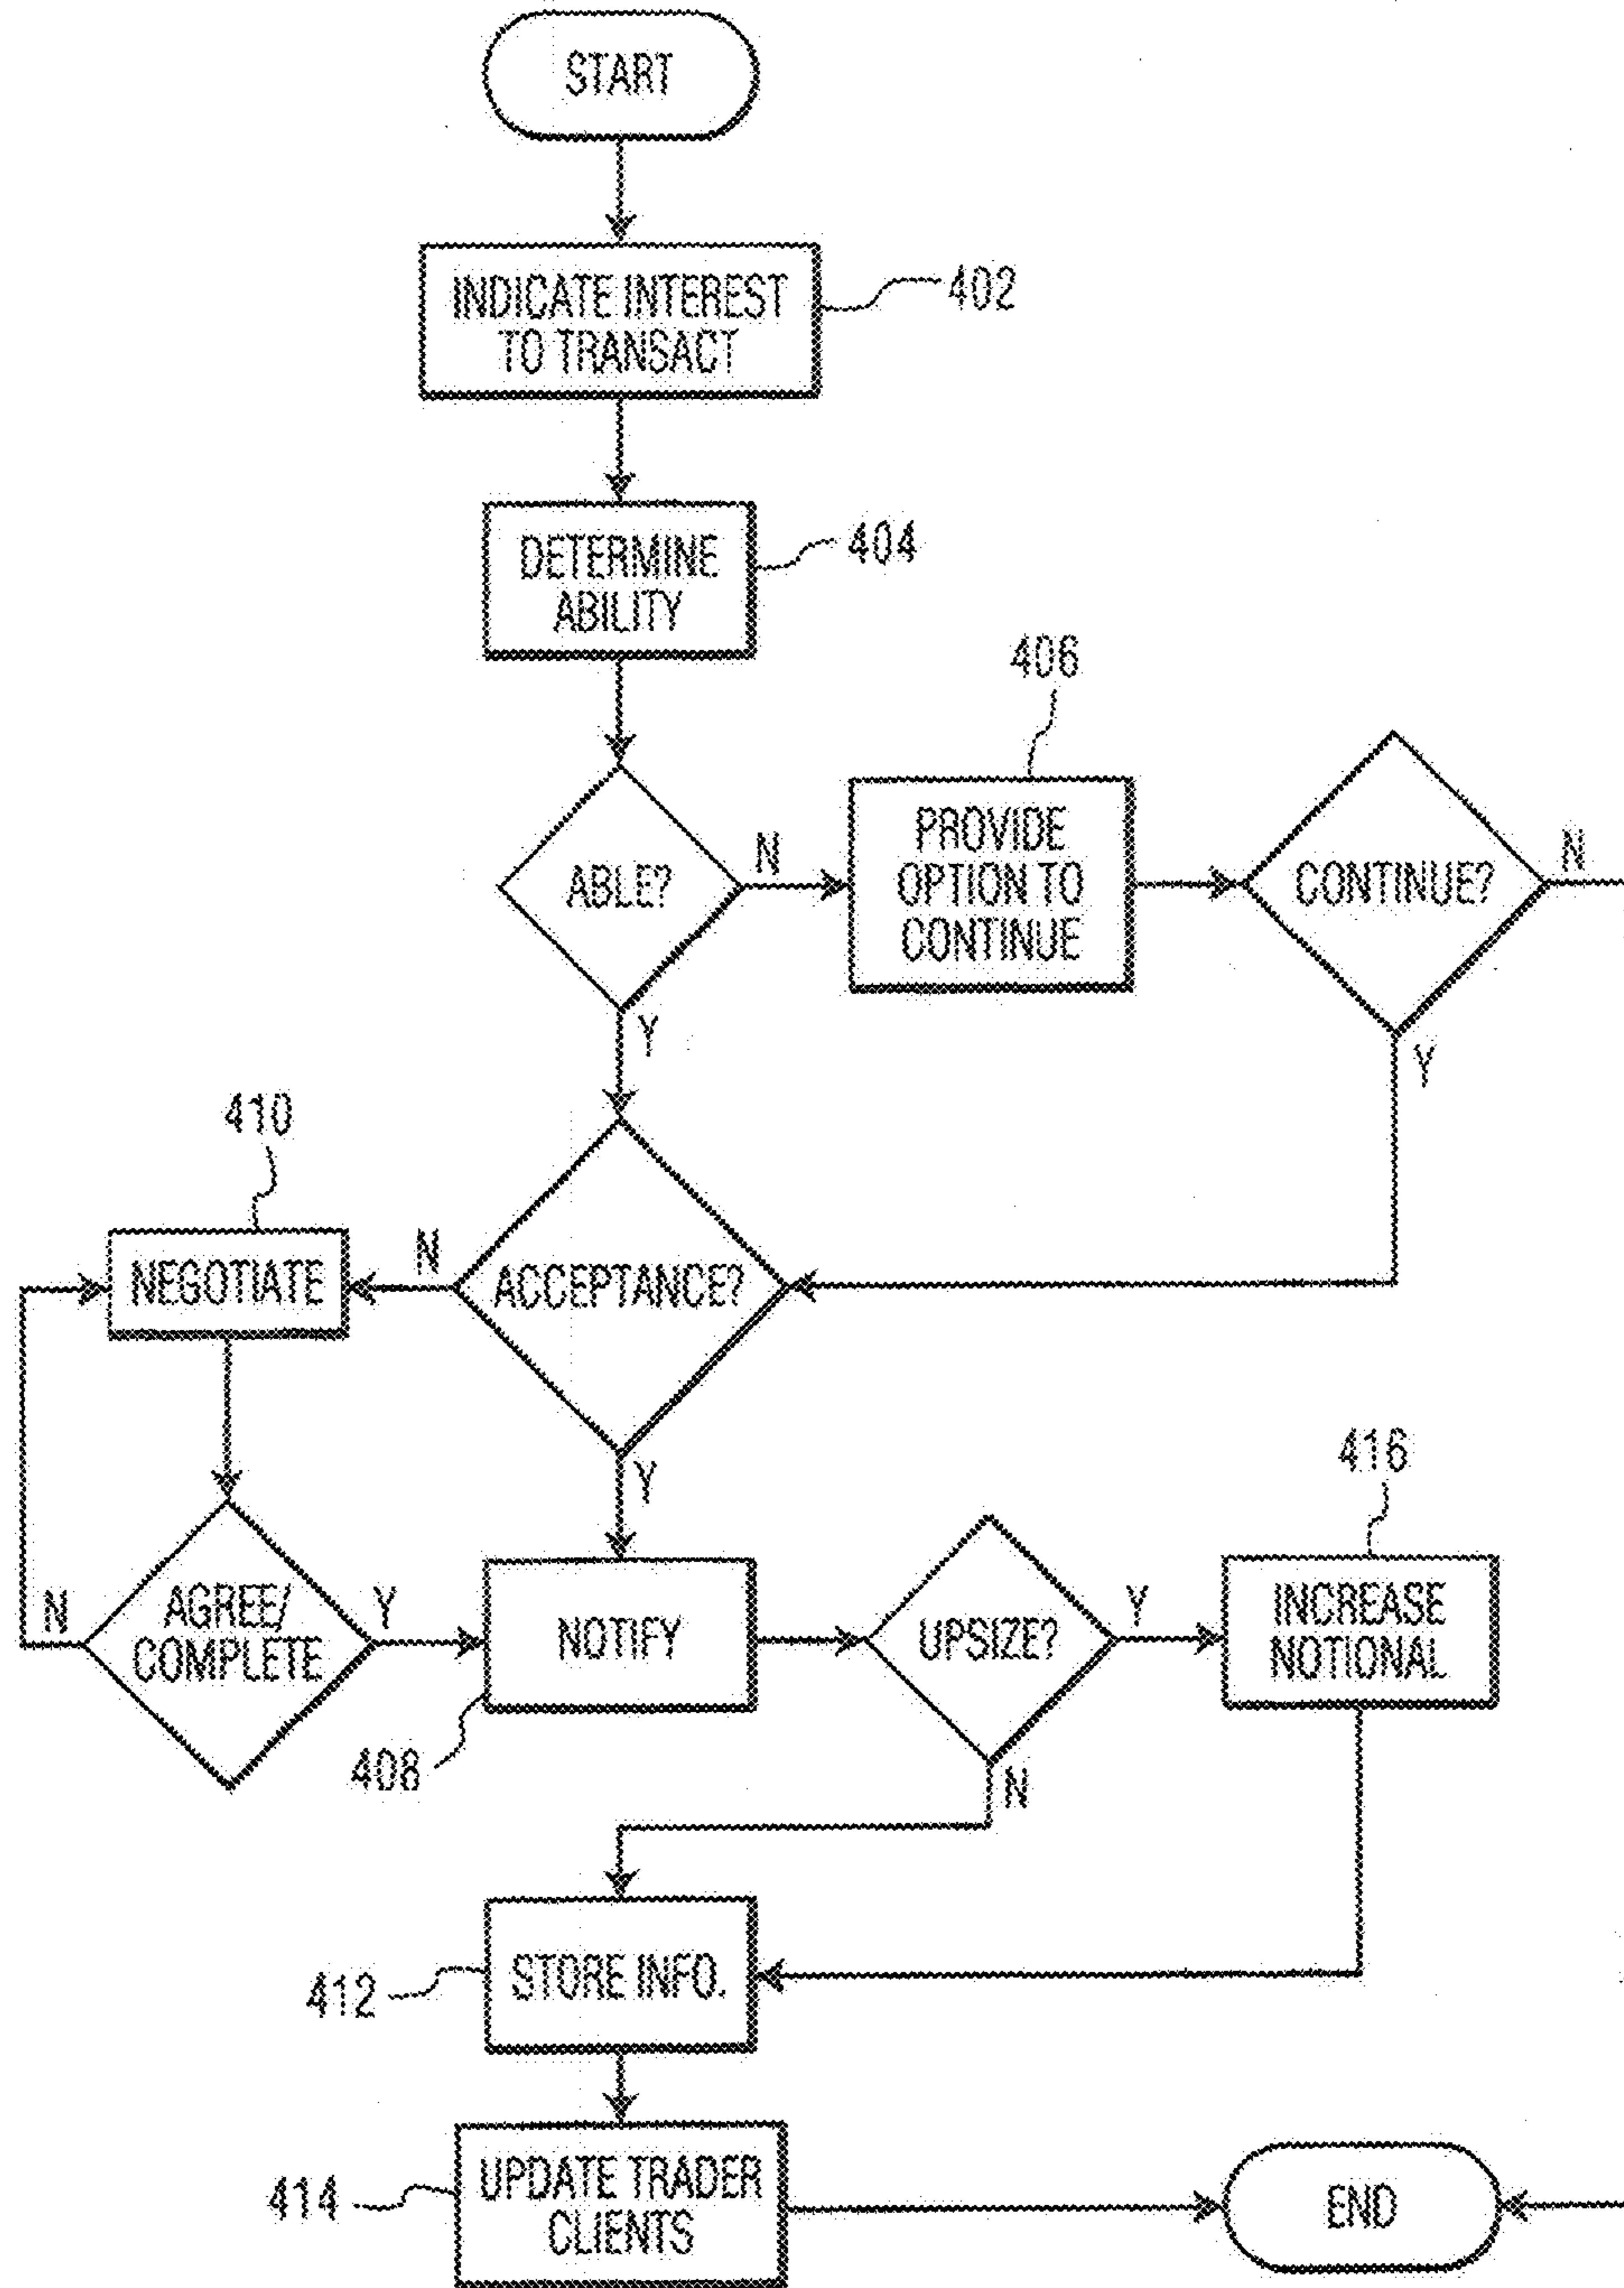 START
INDICATE INTEREST
TO TRANSACT
402
DETERMINE
ABILITY
404
406
ABLE?
N
PROVIDE
OPTION TO
CONTINUE
CONTINUE?
N
Y
Y
410
NEGOTIATE
N
ACCEPTANCE?
Y
416
AGREE/
COMPLETE
N
Y
NOTIFY
408
UPSIZE?
Y
N
INCREASE
NOTIONAL
STORE INFO.
412
UPDATE TRADER
CLIENTS
414
END